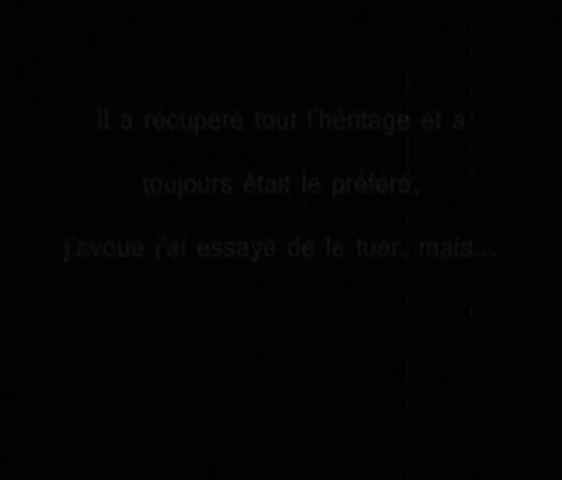 Il a récupéré tout l'héritage et a
toujours était le préféré,
j'avoue j'ai essayé de le tuer, mais...